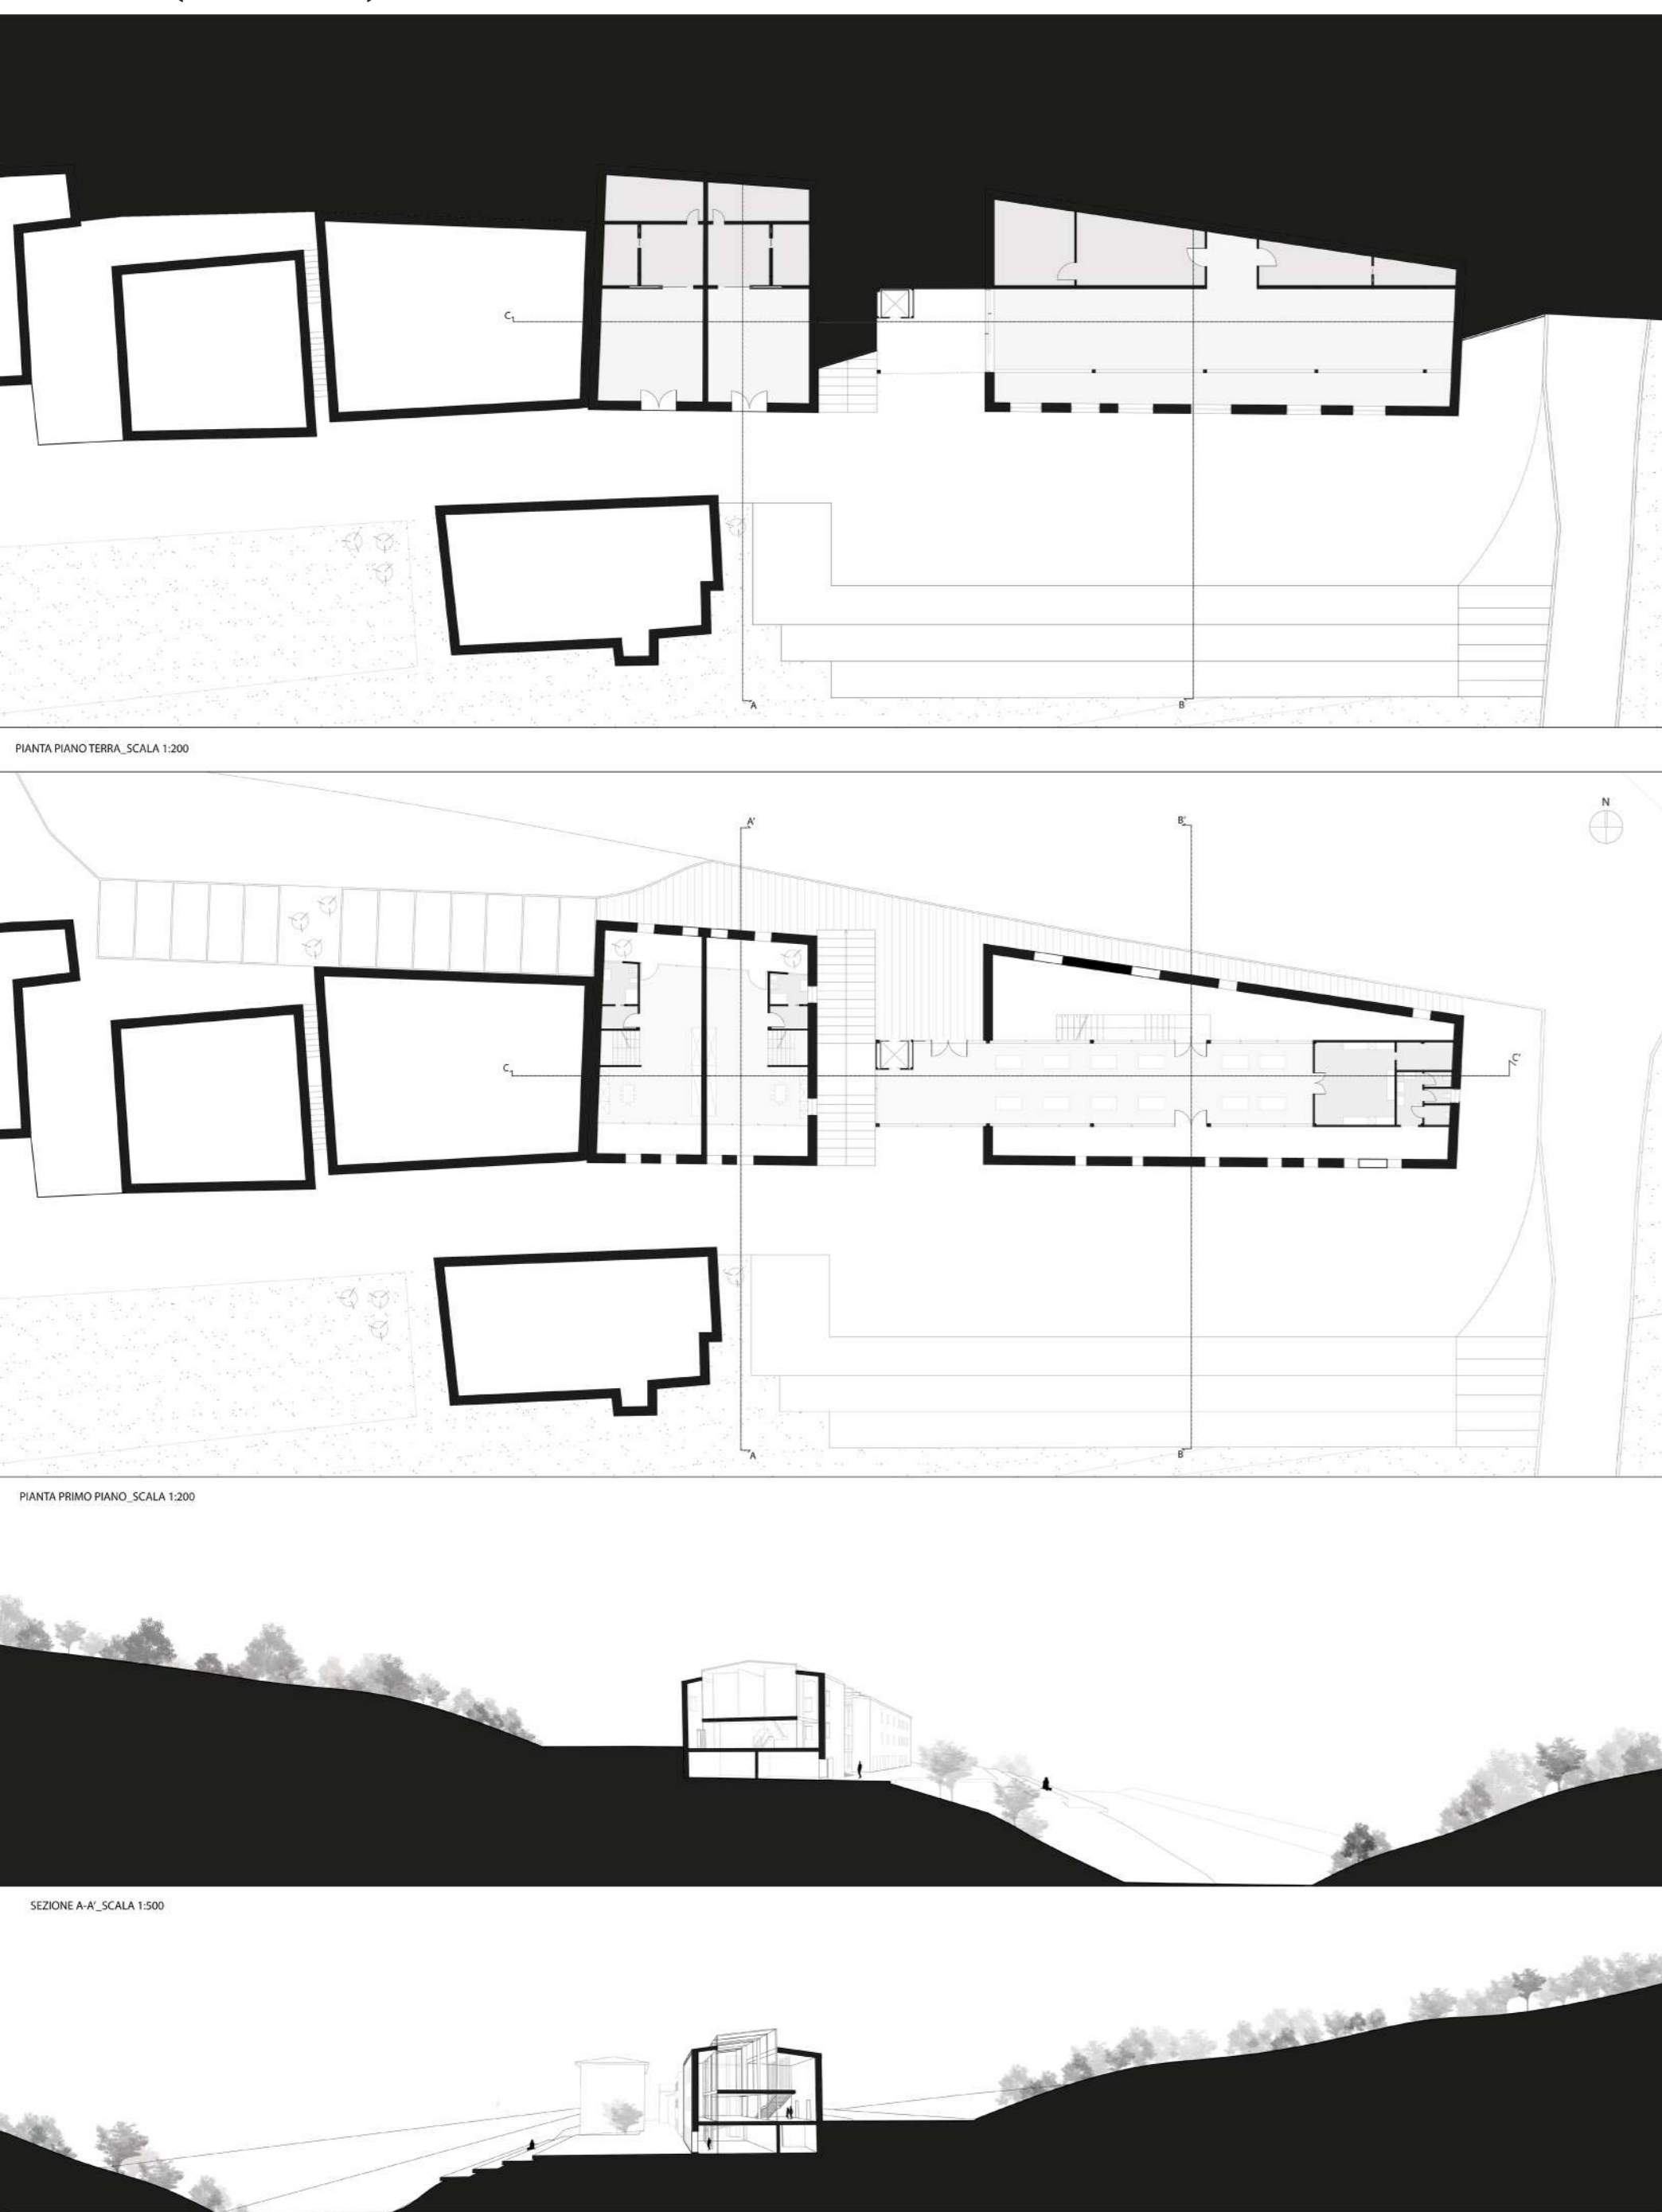 C
A
B
PIANTA PIANO TERRA_SCALA 1:200
N
A'
B'
C
C'
A
B
PIANTA PRIMO PIANO_SCALA 1:200
SEZIONE A-A'_SCALA 1:500